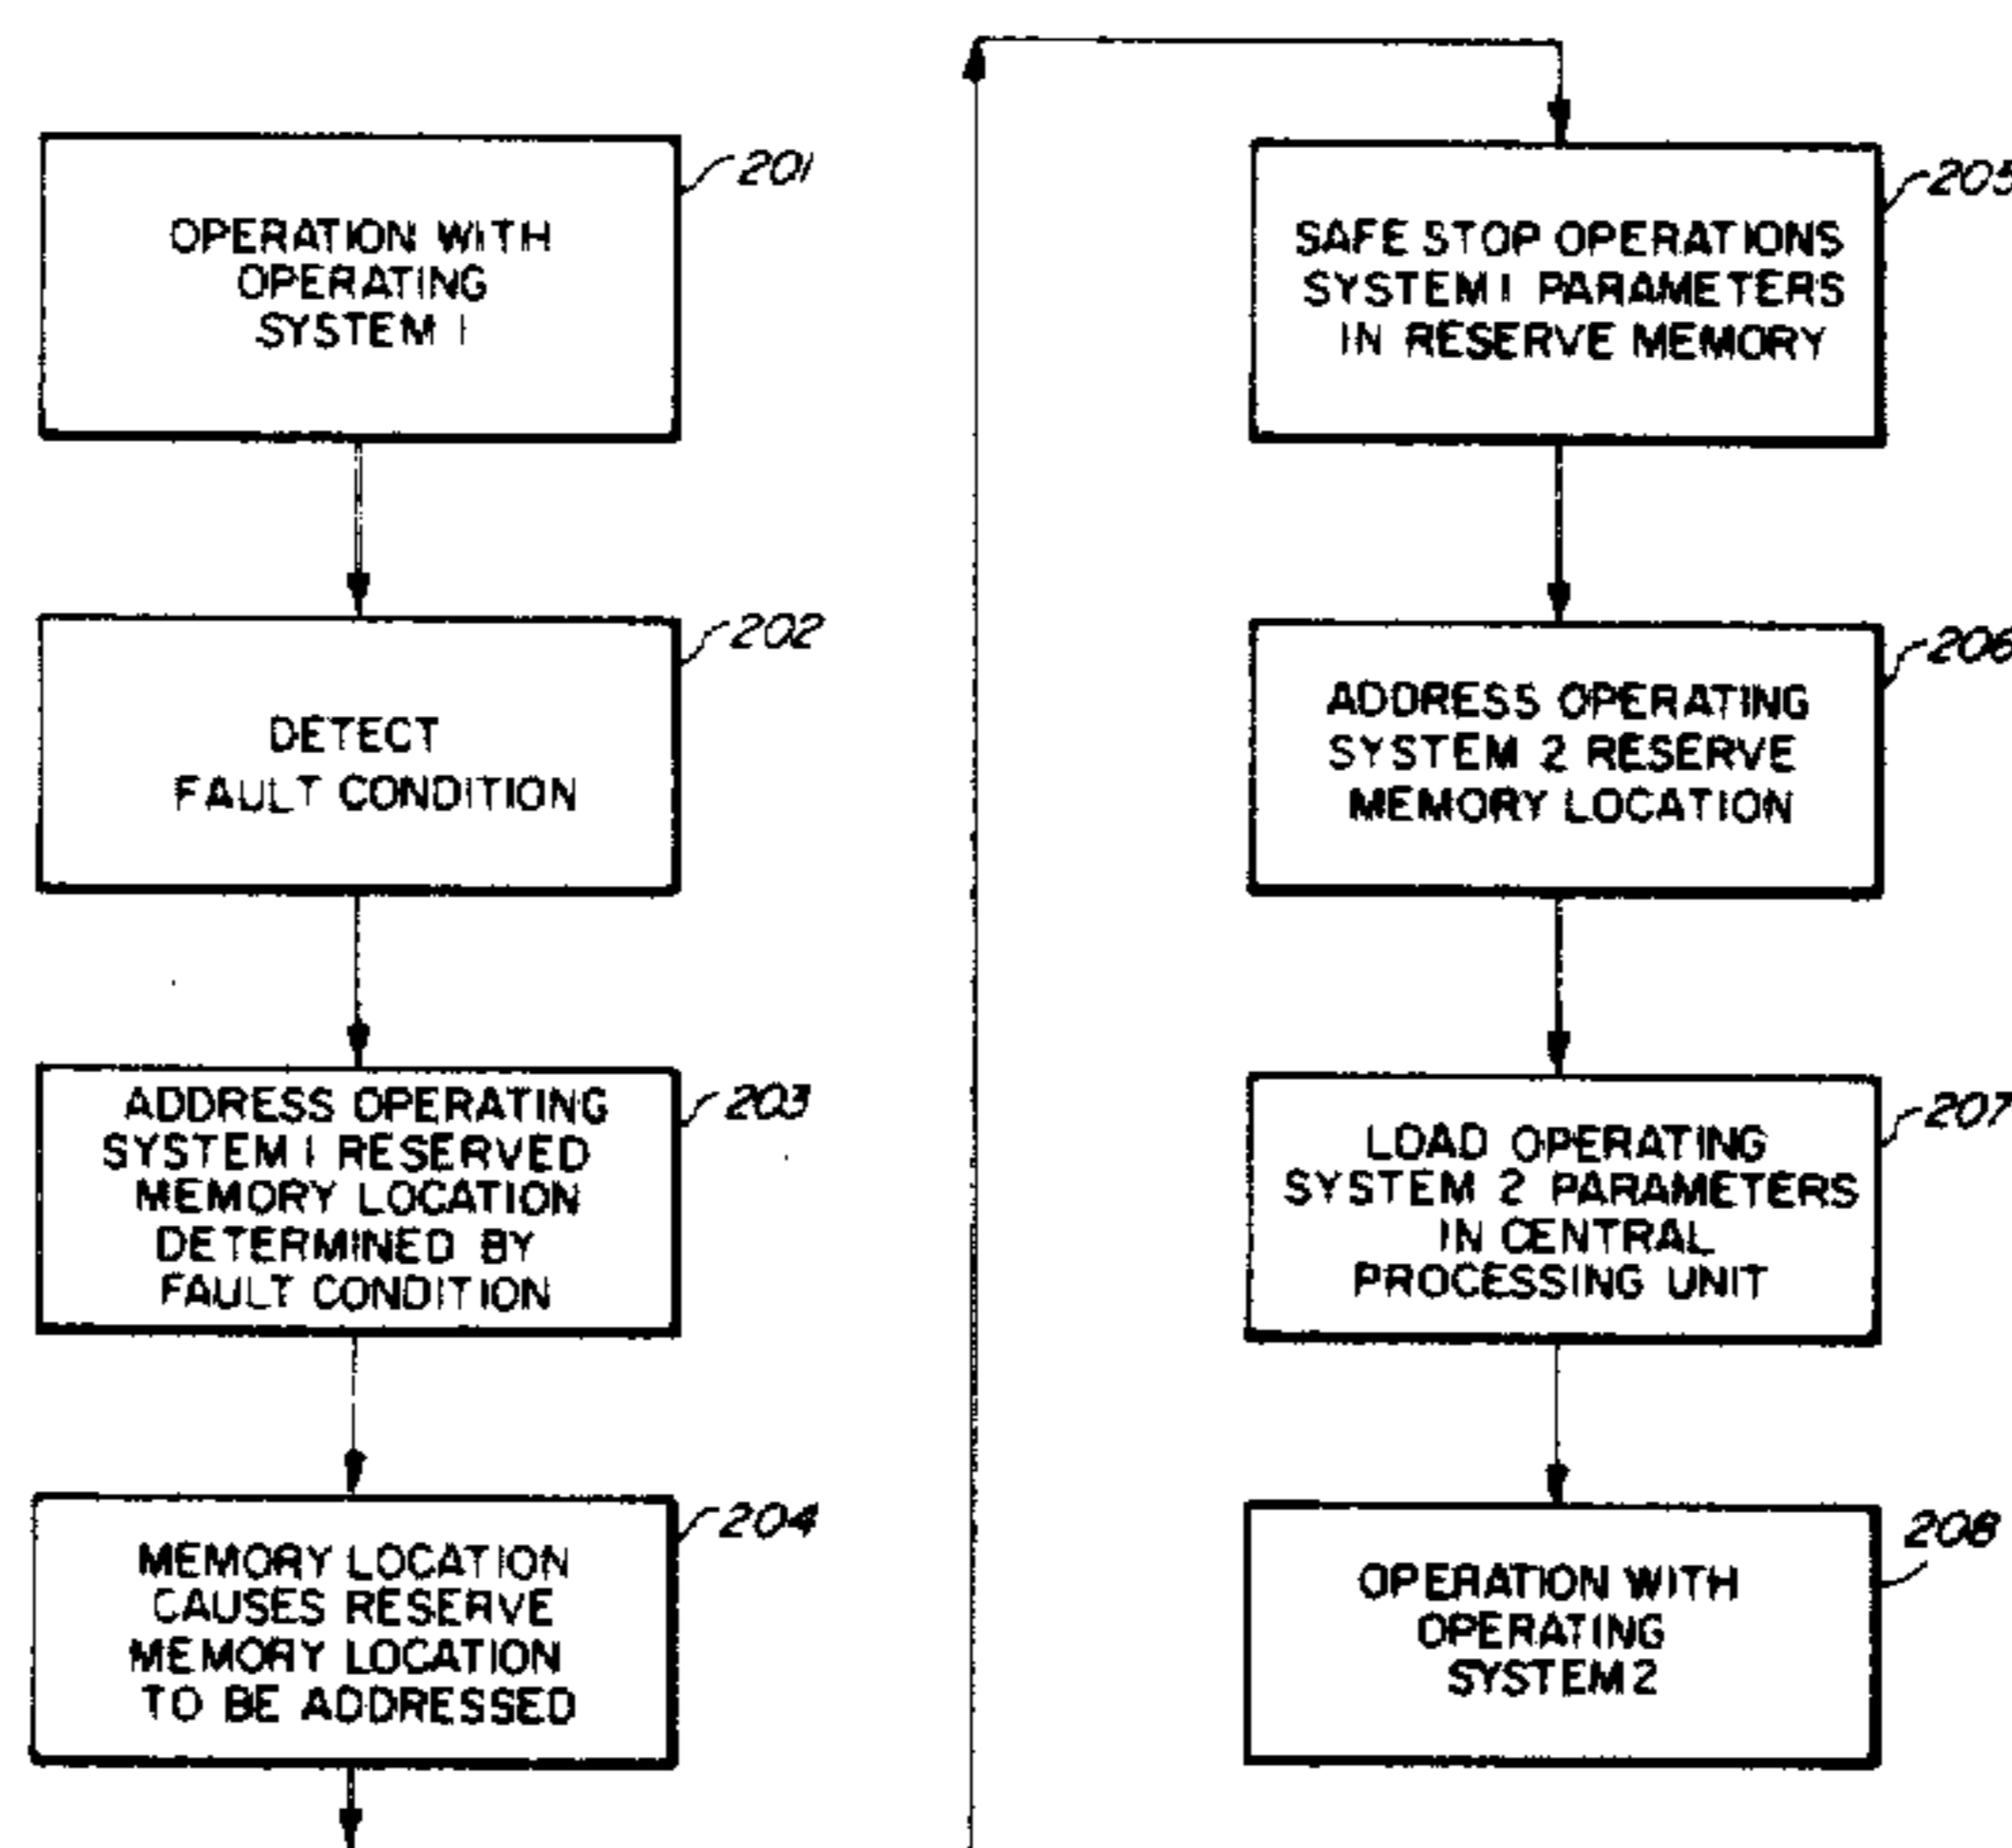 201
OPERATION WITH
OPERATING
SYSTEM 1
202
DETECT
FAULT CONDITION
203
ADDRESS OPERATING
SYSTEM 1 RESERVED
MEMORY LOCATION
DETERMINED BY
FAULT CONDITION
204
MEMORY LOCATION
CAUSES RESERVE
MEMORY LOCATION
TO BE ADDRESSED
205
SAFE STOP OPERATIONS
SYSTEM 1 PARAMETERS
IN RESERVE MEMORY
206
ADDRESS OPERATING
SYSTEM 2 RESERVE
MEMORY LOCATION
207
LOAD OPERATING
SYSTEM 2 PARAMETERS
IN CENTRAL
PROCESSING UNIT
208
OPERATION WITH
OPERATING
SYSTEM 2